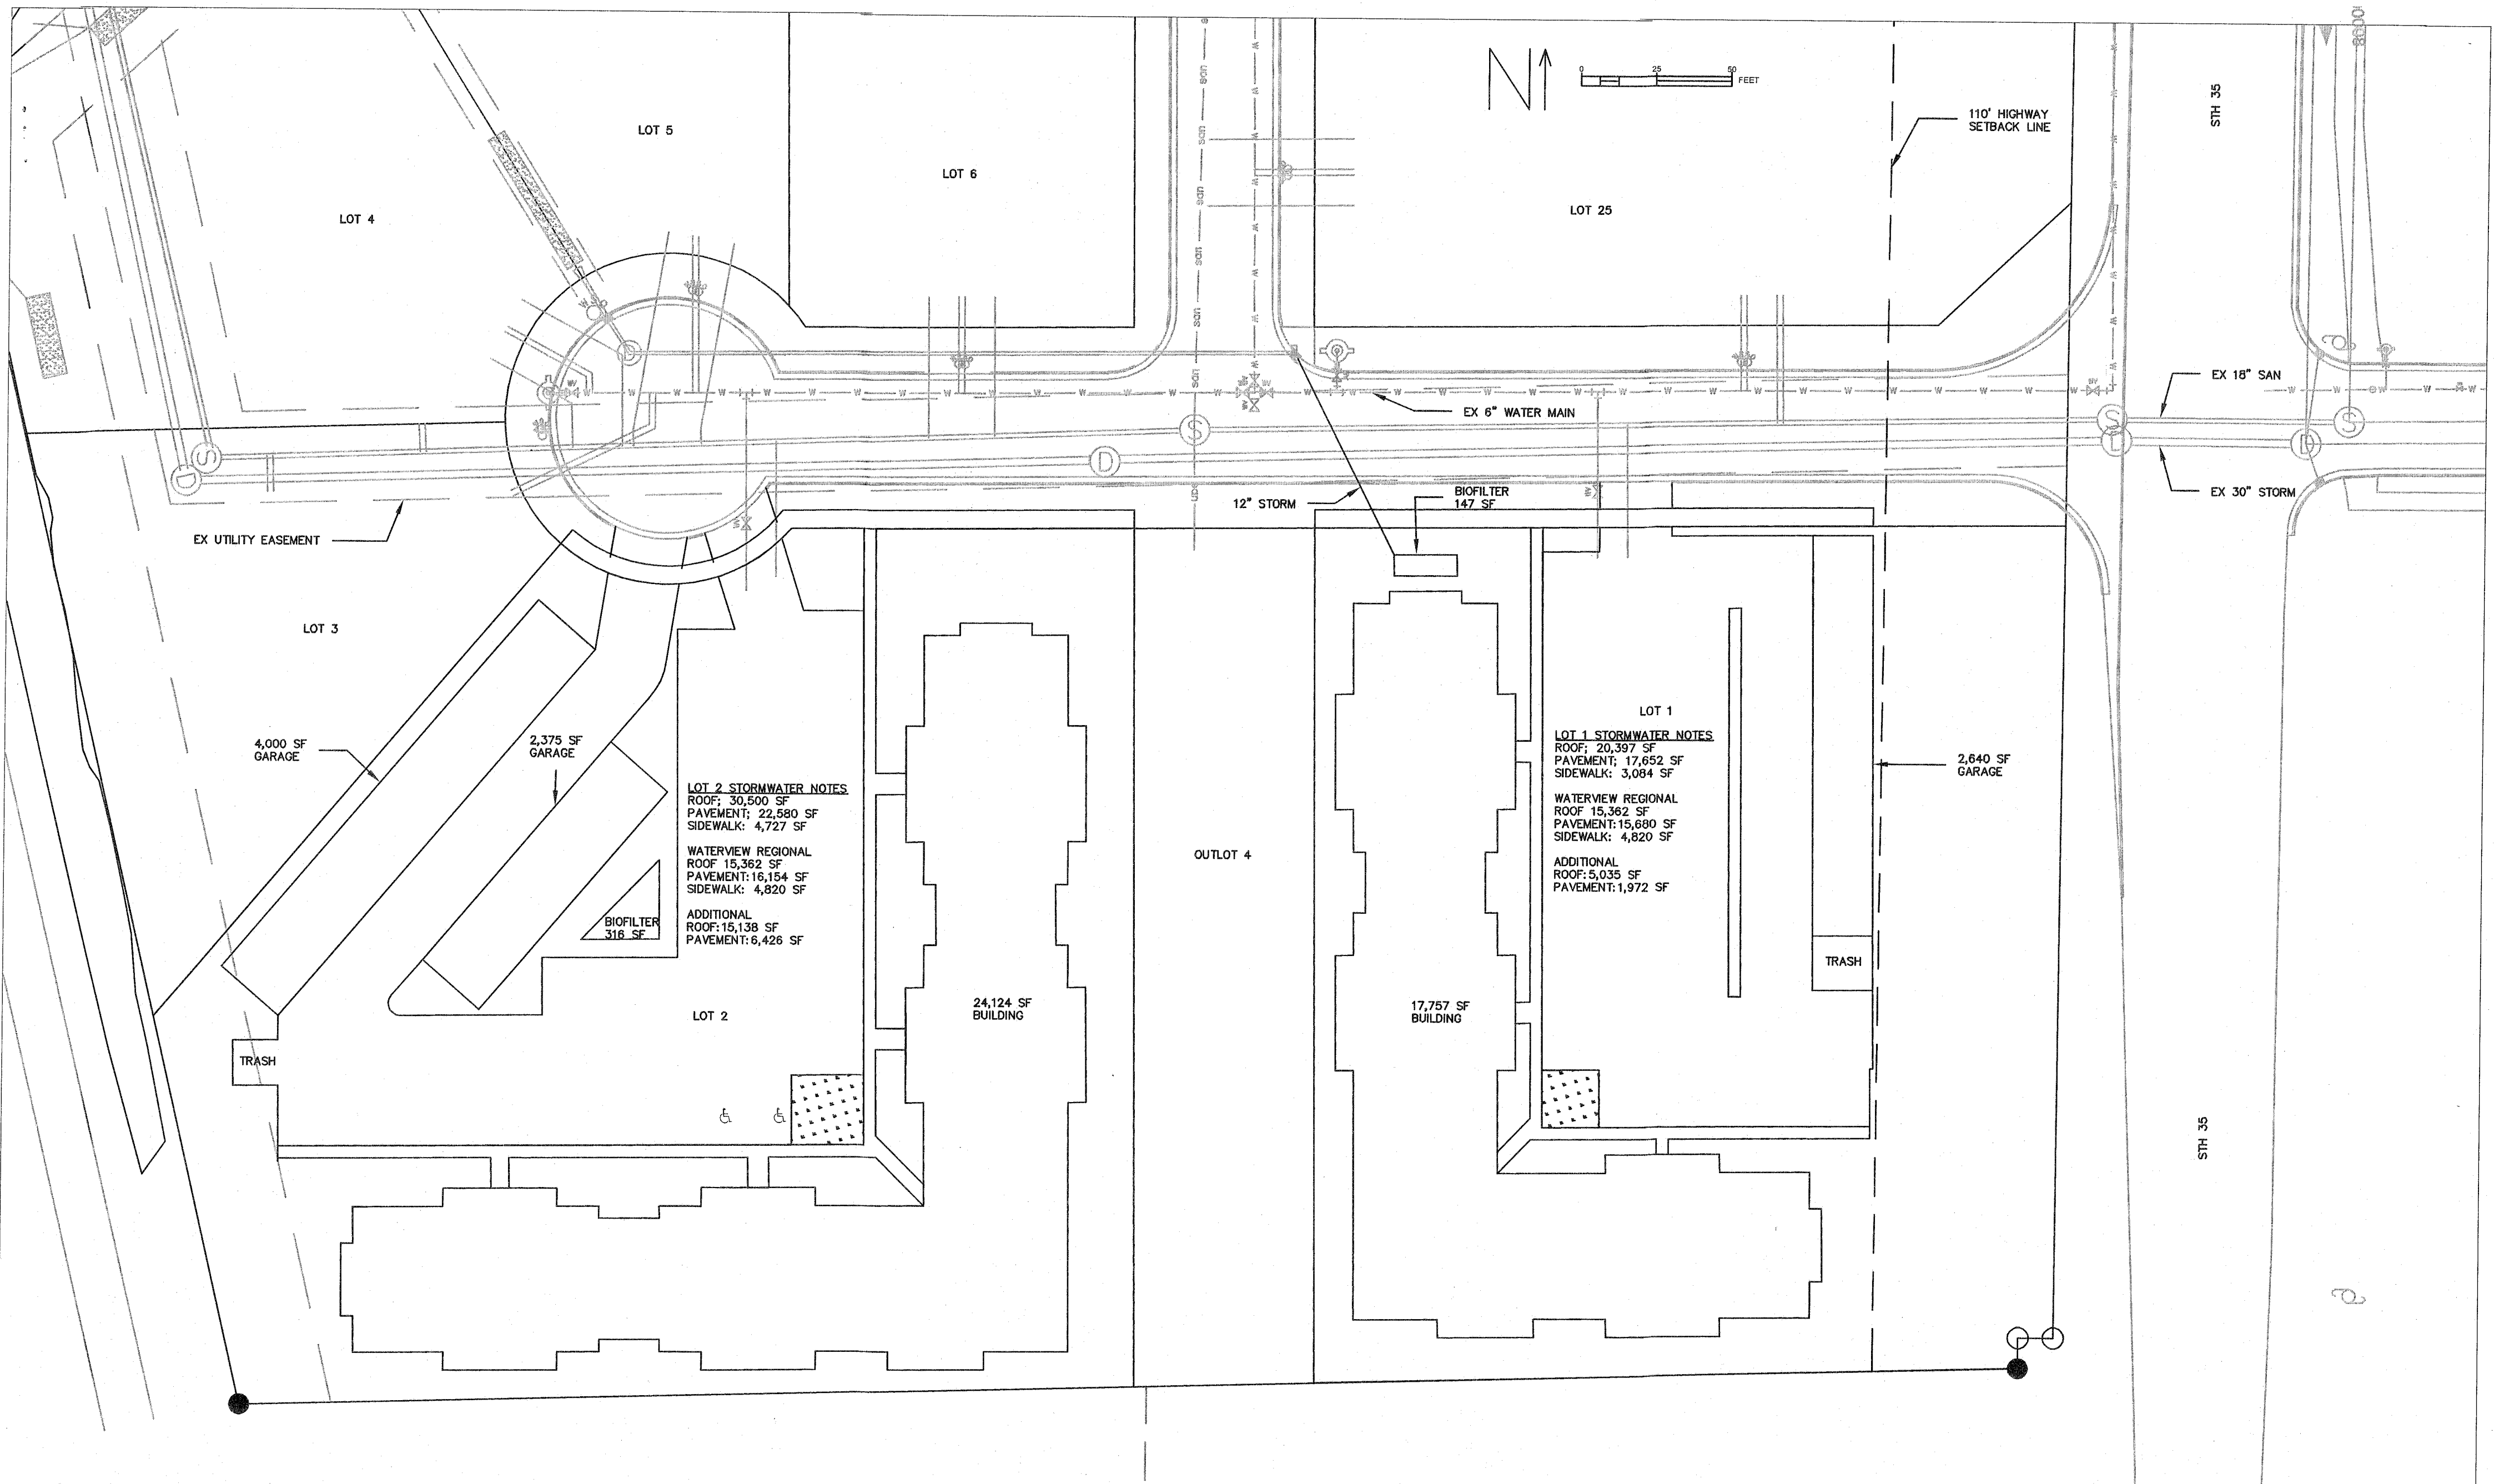 0 25 50
FEET
STH 35
110' HIGHWAY
SETBACK LINE
LOT 5
LOT 6
LOT 4
LOT 25
EX 18" SAN
EX 6" WATER MAIN
BIOFILTER
147 SF
12" STORM
EX 30" STORM
EX UTILITY EASEMENT
LOT 3
LOT 1
LOT 1 STORMWATER NOTES
ROOF; 20,397 SF
PAVEMENT; 17,652 SF
SIDEWALK: 3,084 SF
WATERVIEW REGIONAL
ROOF 15,362 SF
PAVEMENT:15,680 SF
SIDEWALK: 4,820 SF
ADDITIONAL
ROOF:5,035 SF
PAVEMENT:1,972 SF
4,000 SF
GARAGE
2,375 SF
GARAGE
2,640 SF
GARAGE
LOT 2 STORMWATER NOTES
ROOF; 30,500 SF
PAVEMENT; 22,580 SF
SIDEWALK: 4,727 SF
WATERVIEW REGIONAL
ROOF 15,362 SF
PAVEMENT:16,154 SF
SIDEWALK: 4,820 SF
ADDITIONAL
ROOF:15,138 SF
PAVEMENT:6,426 SF
BIOFILTER
316 SF
OUTLOT 4
TRASH
24,124 SF
BUILDING
17,757 SF
BUILDING
LOT 2
TRASH
STH 35